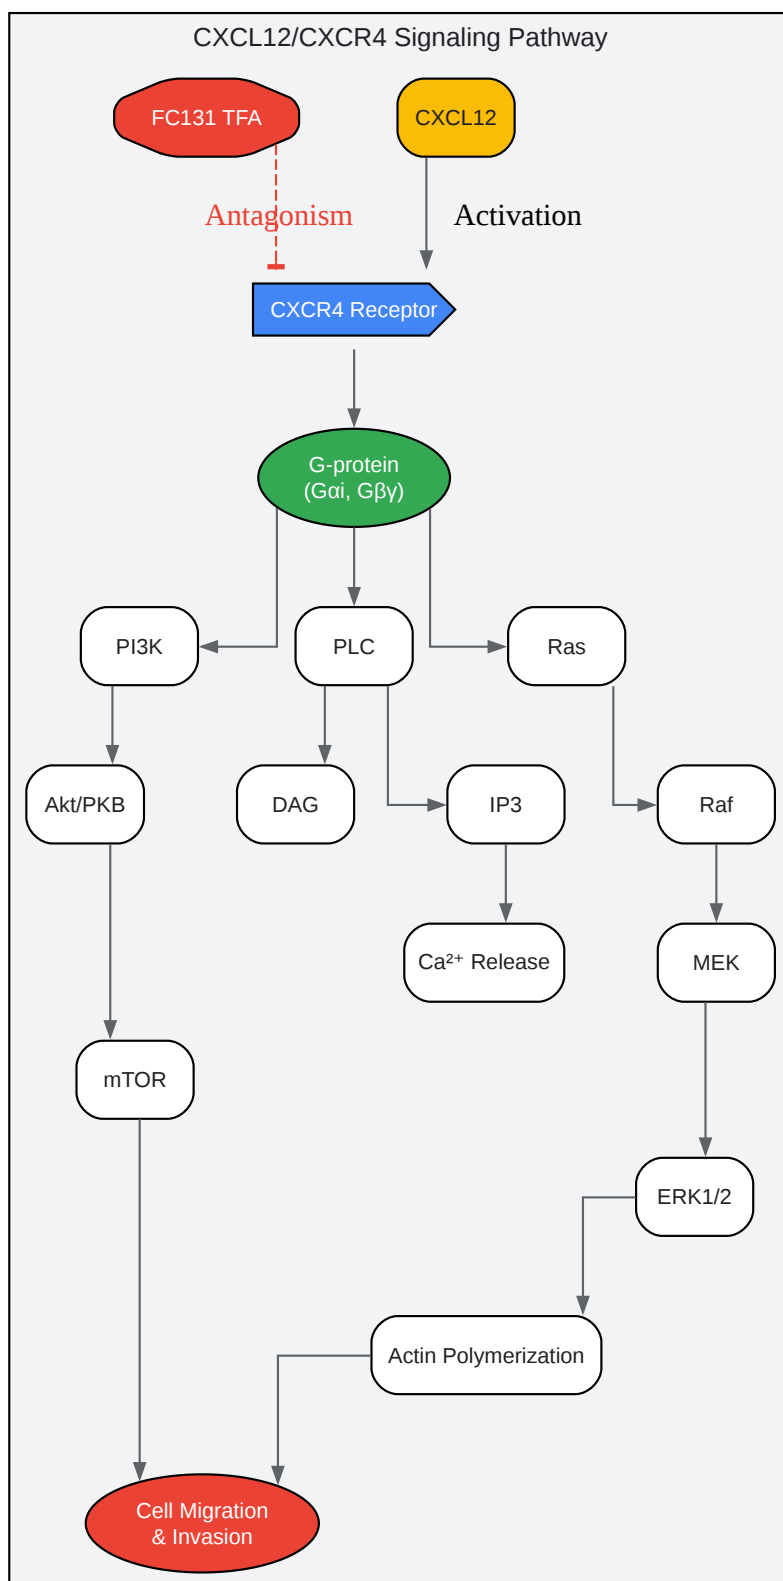 CXCL12/CXCR4 Signaling Pathway
FC131 TFA
CXCL12
Antagonism
Activation
CXCR4 Receptor
G-protein
(Gαi, Gβγ)
PI3K
PLC
Ras
Akt/PKB
DAG
IP3
Raf
Ca²⁺ Release
MEK
mTOR
ERK1/2
Actin Polymerization
Cell Migration
& Invasion